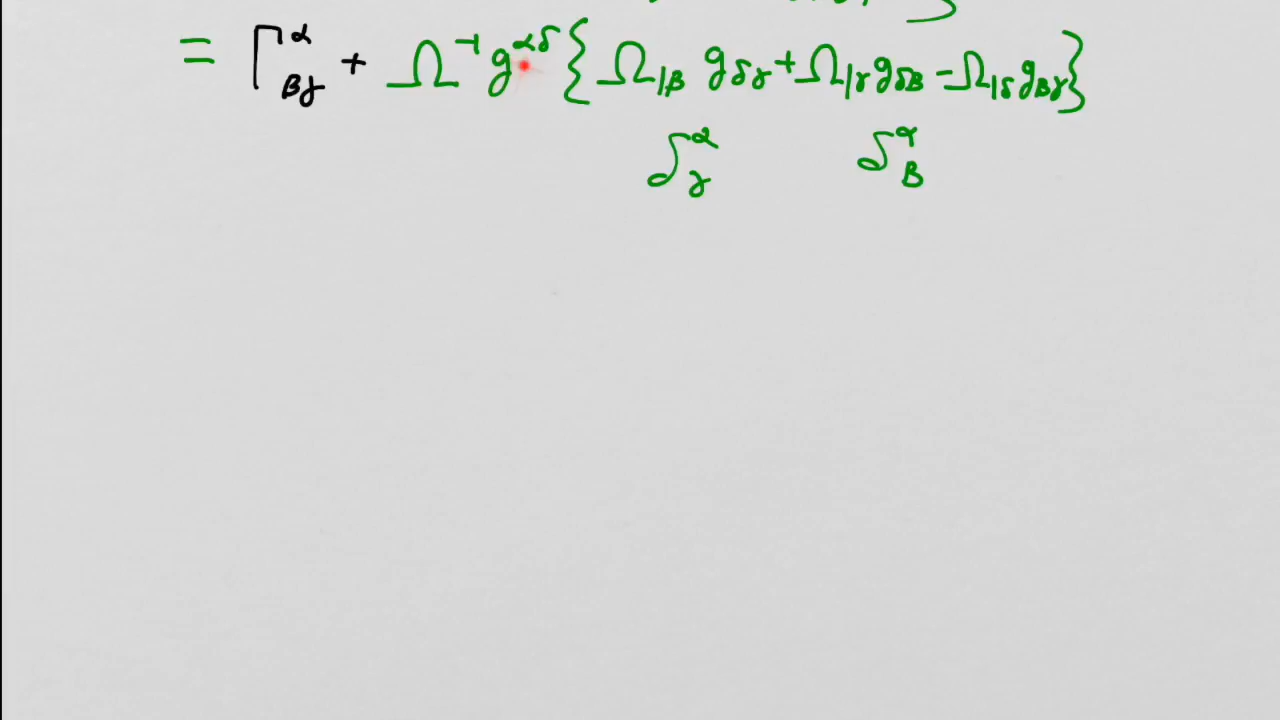 = Γ^α_βγ + Ω^-1 g^αδ { Ω_|β g_δγ + Ω_|γ g_δβ - Ω_|δ g_βγ }
δ^α_γ δ^α_β